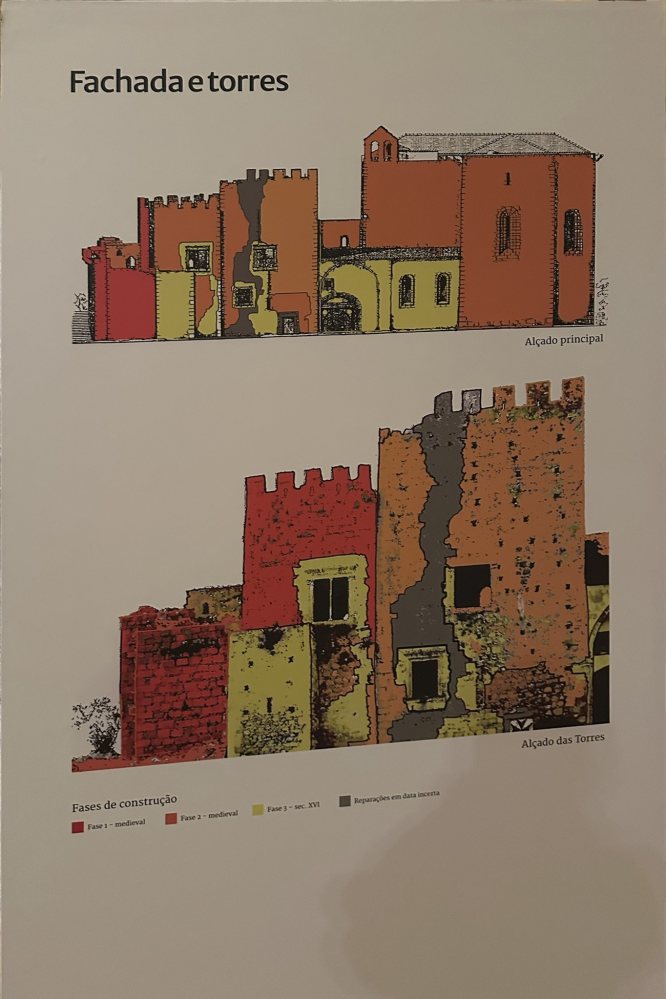 Fachada e torres
Alçado principal
Alçado das Torres
Fases de construção
Fase 1 - medieval
Fase 2 - medieval
Fase 3 - sec. XVI
Reparações em data incerta